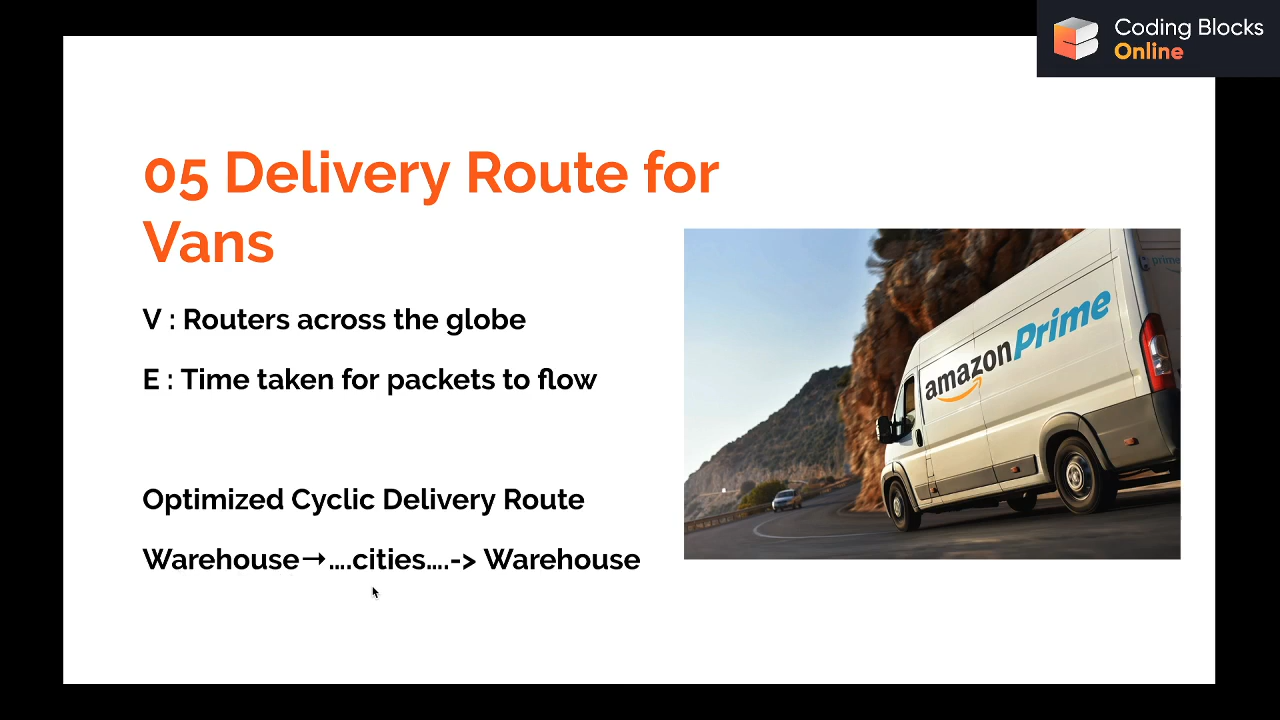 Coding Blocks
Online
05 Delivery Route for
Vans
V : Routers across the globe
E : Time taken for packets to flow
Optimized Cyclic Delivery Route
Warehouse→….cities….-> Warehouse
amazonPrime
prime